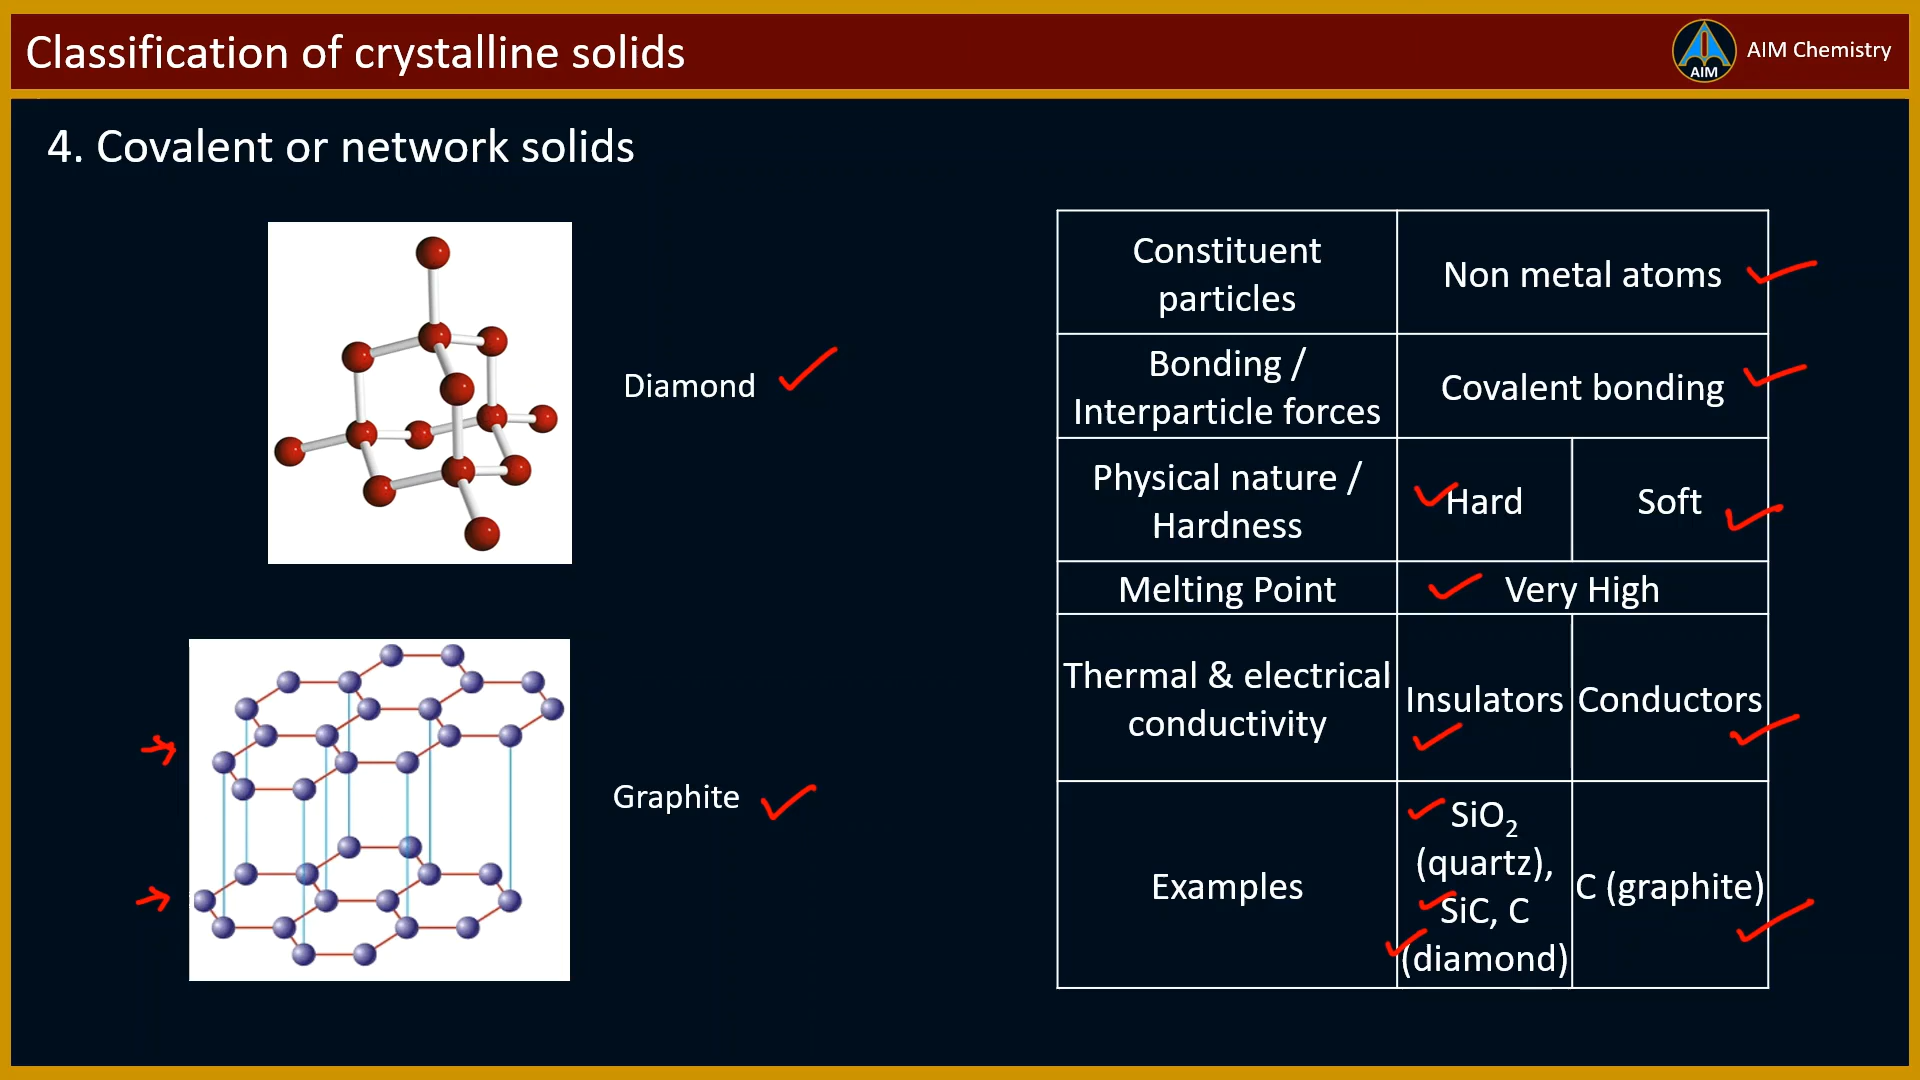 Classification of crystalline solids
AIM
AIM Chemistry
4. Covalent or network solids
Diamond
Graphite
Constituent
particles
Non metal atoms
Bonding /
Interparticle forces
Covalent bonding
Physical nature /
Hardness
Hard
Soft
Melting Point
Very High
Thermal & electrical
conductivity
Insulators
Conductors
Examples
SiO₂
(quartz),
SiC, C
(diamond)
C (graphite)